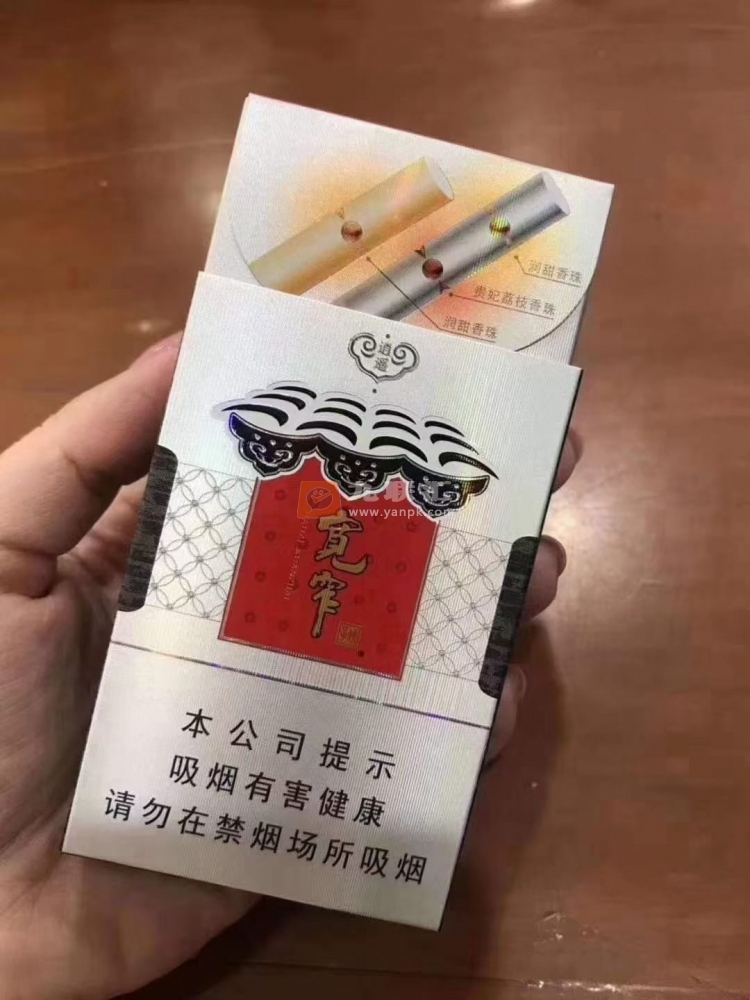 润甜香珠
贵妃荔枝香珠
润甜香珠
逍遥
宽窄
www.yanpk.com
本公司提示
吸烟有害健康
请勿在禁烟场所吸烟